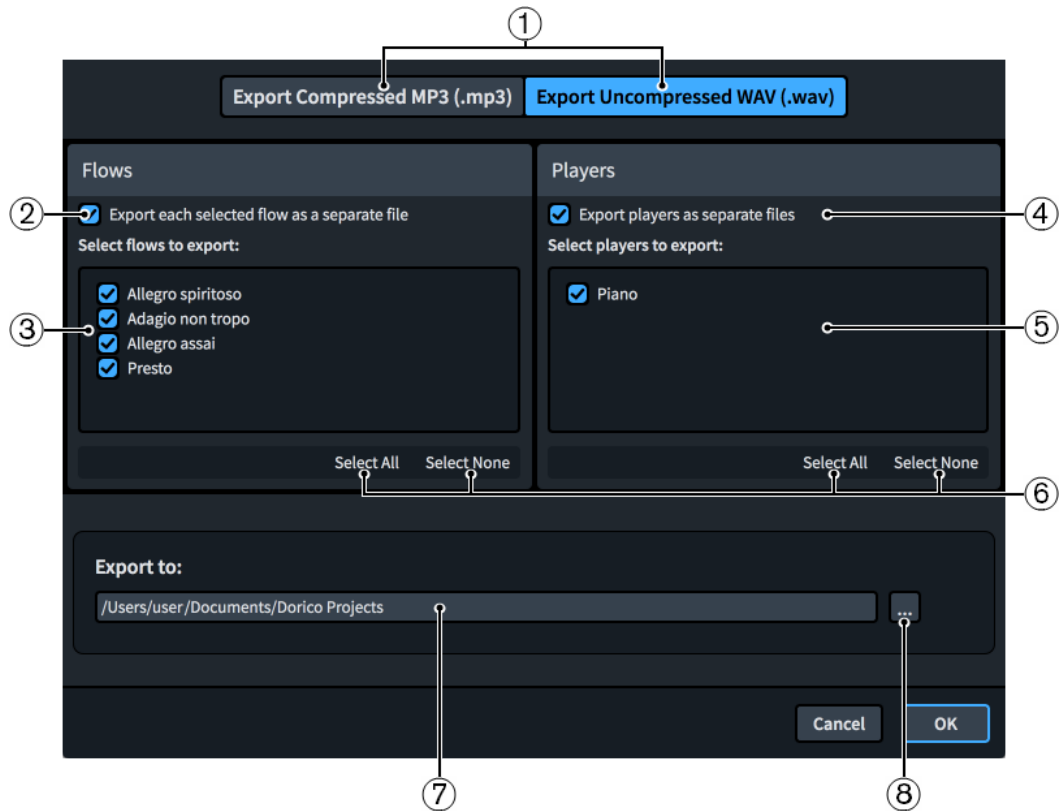 ①
Export Compressed MP3 (.mp3) Export Uncompressed WAV (.wav)
Flows Players
② Export each selected flow as a separate file Export players as separate files ④
Select flows to export: Select players to export:
Allegro spiritoso Piano
③ Adagio non tropo ⑤
Allegro assai
Presto
Select All Select None Select All Select None
⑥
Export to:
/Users/user/Documents/Dorico Projects ...
Cancel OK
⑦ ⑧